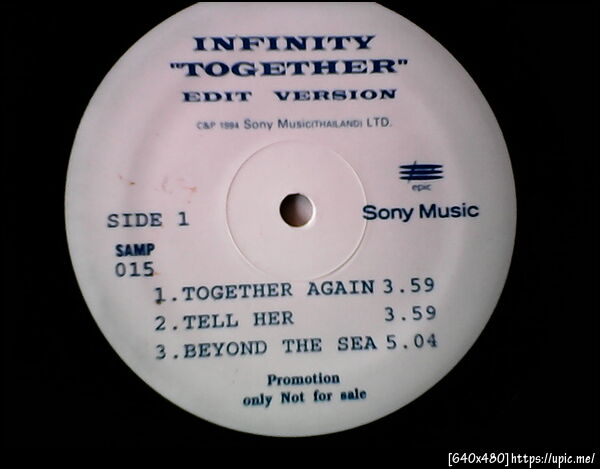 INFINITY
"TOGETHER"
EDIT VERSION
C&P 1994 Sony Music(THAILAND) LTD.
epic
Sony Music
SIDE 1
SAMP
015
1.TOGETHER AGAIN 3.59
2.TELL HER 3.59
3.BEYOND THE SEA 5.04
Promotion
only Not for sale
[640x480]https://upic.me/